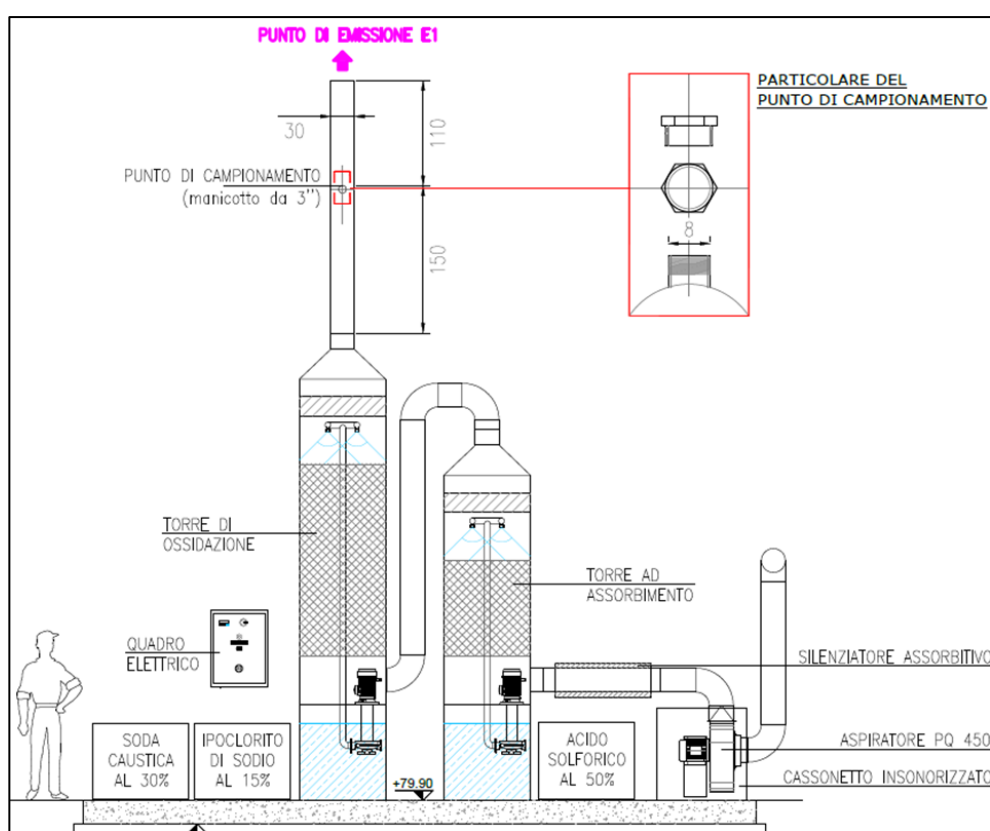 PUNTO DI EMISSIONE E1
PARTICOLARE DEL
PUNTO DI CAMPIONAMENTO
30
110
PUNTO DI CAMPIONAMENTO
(manicotto da 3'')
8
150
TORRE DI
OSSIDAZIONE
TORRE AD
ASSORBIMENTO
QUADRO
ELETTRICO
SILENZIATORE ASSORBITIVO
SODA
CAUSTICA
AL 30%
IPOCLORITO
DI SODIO
AL 15%
ACIDO
SOLFORICO
AL 50%
ASPIRATORE PQ 450
CASSONETTO INSONORIZZATO
+79.90